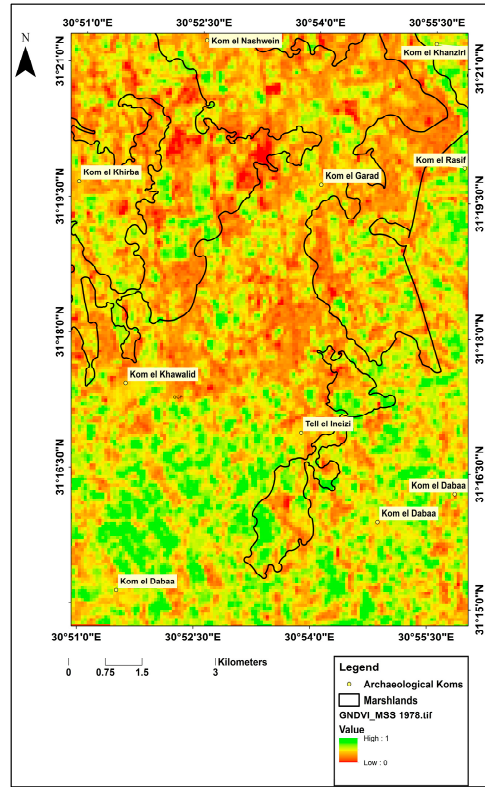 30°51'0"E 30°52'30"E 30°54'0"E 30°55'30"E
N
Kom el Nashwein
Kom el Khanziri
31°21'0"N
31°21'0"N
Kom el Rasif
Kom el Khirba
Kom el Garad
31°19'30"N
31°19'30"N
31°18'0"N
31°18'0"N
Kom el Khawalid
Tell el Ineizi
31°16'30"N
31°16'30"N
Kom el Dabaa
Kom el Dabaa
Kom el Dabaa
31°15'0"N
30°51'0"E 30°52'30"E 30°54'0"E 30°55'30"E
0 0.75 1.5 3 Kilometers
Legend
Archaeological Koms
Marshlands
GNDVI_MSS 1978.tif
Value
High : 1
Low : 0